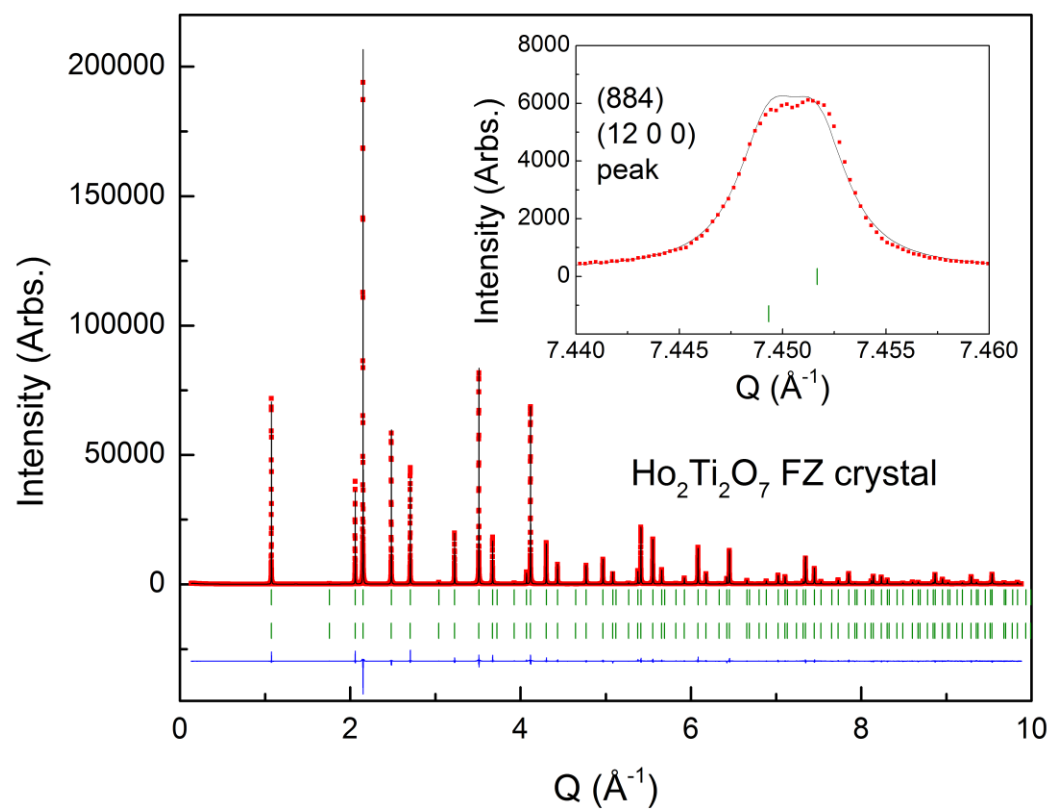 200000
150000
100000
50000
0
Intensity (Arbs.)
0 2 4 6 8 10
Q (Å⁻¹)
Ho₂Ti₂O₇ FZ crystal
8000
6000
4000
2000
0
Intensity (Arbs.)
(884)
(12 0 0)
peak
7.440 7.445 7.450 7.455 7.460
Q (Å⁻¹)